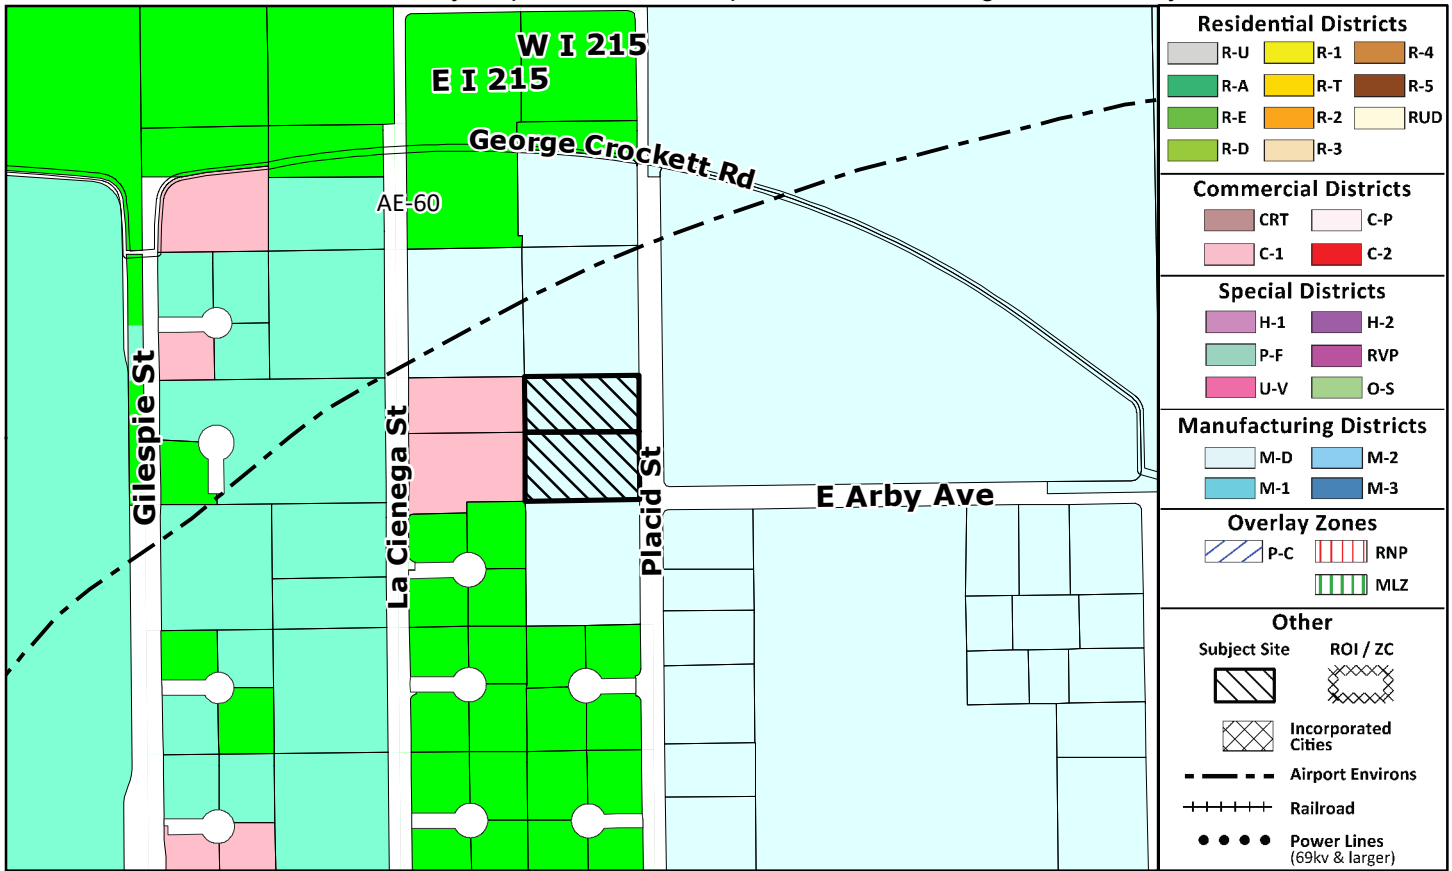 W I 215
E I 215
George Crockett Rd
AE-60
Gilespie St
La Cienega St
Placid St
E Arby Ave
Residential Districts
R-U
R-1
R-4
R-A
R-T
R-5
R-E
R-2
RUD
R-D
R-3
Commercial Districts
CRT
C-P
C-1
C-2
Special Districts
H-1
H-2
P-F
RVP
U-V
O-S
Manufacturing Districts
M-D
M-2
M-1
M-3
Overlay Zones
P-C
RNP
MLZ
Other
Subject Site
ROI / ZC
Incorporated
Cities
Airport Environs
Railroad
Power Lines
(69kv & larger)